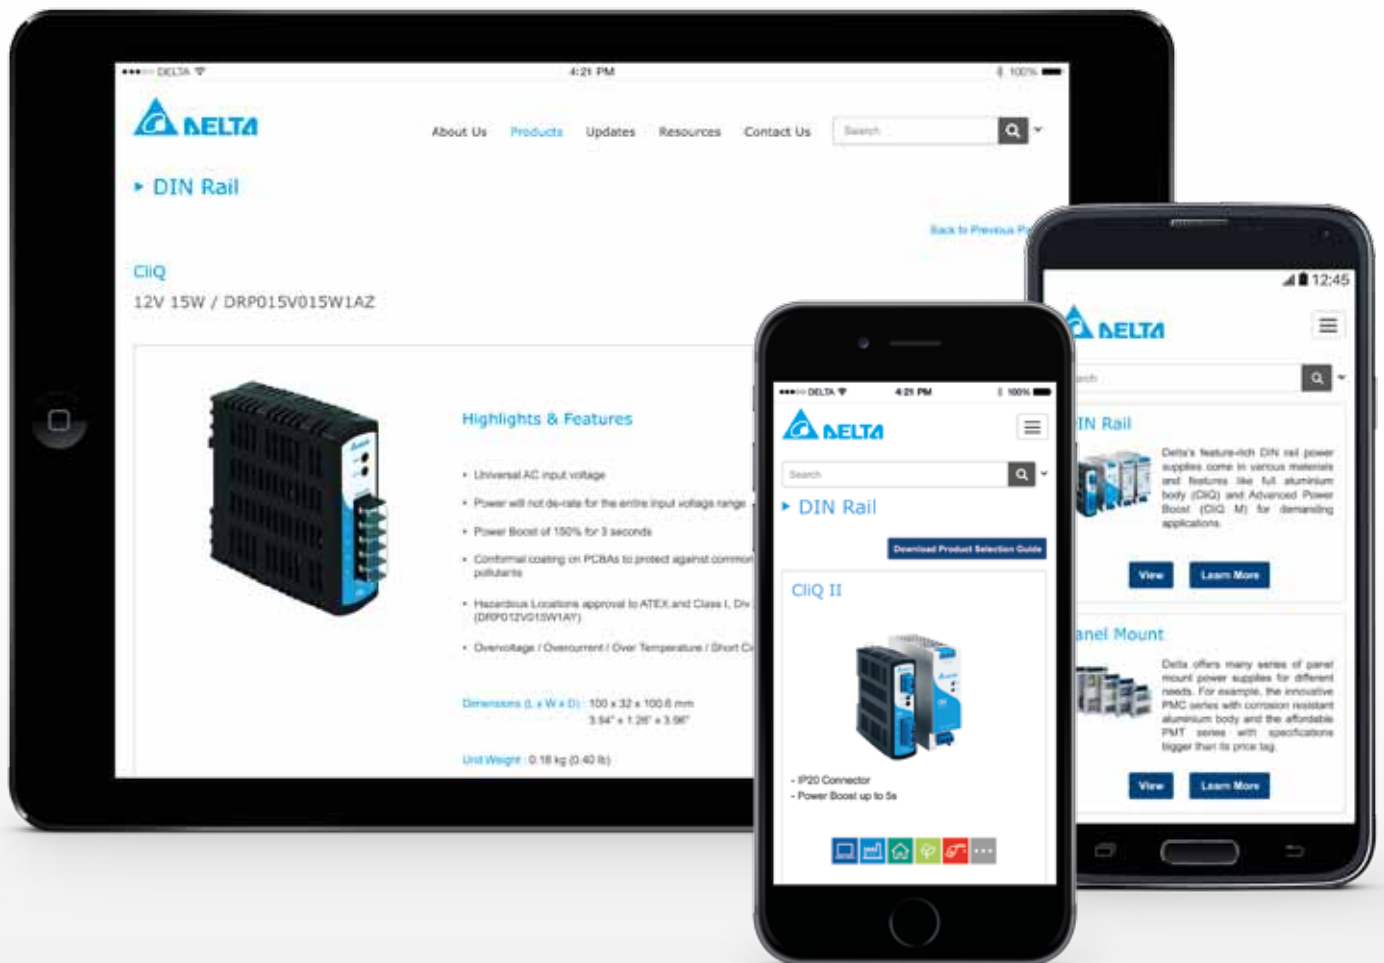 DELTA
4:21 PM
100%
DELTA
About Us
Products
Updates
Resources
Contact Us
Search
DIN Rail
Back to Previous
CliQ
12V 15W / DRP015V015W1AZ
Highlights & Features
• Universal AC input voltage
• Power will not de-rate for the entire input voltage range
• Power Boost of 150% for 3 seconds
• Conformal coating on PCBAs to protect against common
pollutants
• Hazardous Locations approval to ATEX and Class I, Div
(DRP012V015W1AY)
• Overvoltage / Overcurrent / Over Temperature / Short
Dimensions (L x W x D) : 100 x 32 x 100.6 mm
3.94" x 1.26" x 3.96"
Unit Weight : 0.18 kg (0.40 lb)
DELTA
4:21 PM
100%
DELTA
Search
DIN Rail
Download Product Selection Guide
CliQ II
- IP20 Connector
- Power Boost up to 5s
12:45
DELTA
arch
IN Rail
Delta's feature-rich DIN rail power
supplies come in various materials
and features like full aluminium
body (CliQ) and Advanced Power
Boost (CliQ M) for demanding
applications.
View
Learn More
anel Mount
Delta offers many series of panel
mount power supplies for different
needs. For example, the innovative
PMC series with corrosion resistant
aluminium body and the affordable
PMT series with specifications
bigger than its price tag.
View
Learn More